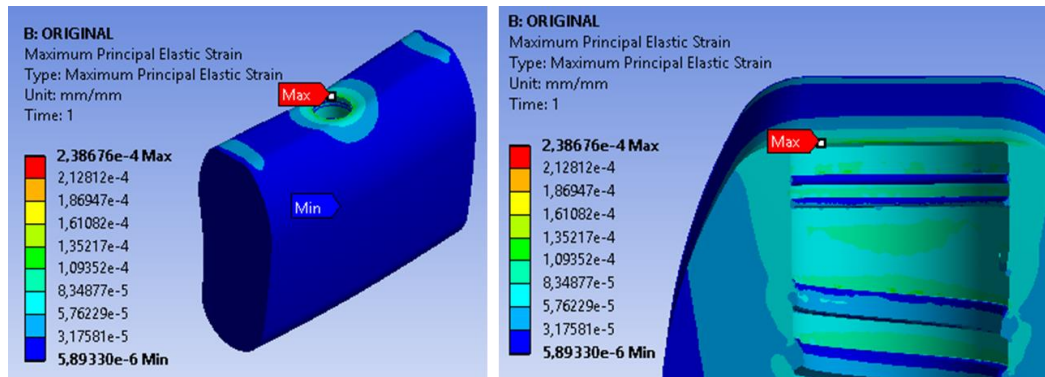 B: ORIGINAL
Maximum Principal Elastic Strain
Type: Maximum Principal Elastic Strain
Unit: mm/mm
Time: 1
2,38676e-4 Max
2,12812e-4
1,86947e-4
1,61082e-4
1,35217e-4
1,09352e-4
8,34877e-5
5,76229e-5
3,17581e-5
5,89330e-6 Min
Max
Min
B: ORIGINAL
Maximum Principal Elastic Strain
Type: Maximum Principal Elastic Strain
Unit: mm/mm
Time: 1
2,38676e-4 Max
2,12812e-4
1,86947e-4
1,61082e-4
1,35217e-4
1,09352e-4
8,34877e-5
5,76229e-5
3,17581e-5
5,89330e-6 Min
Max